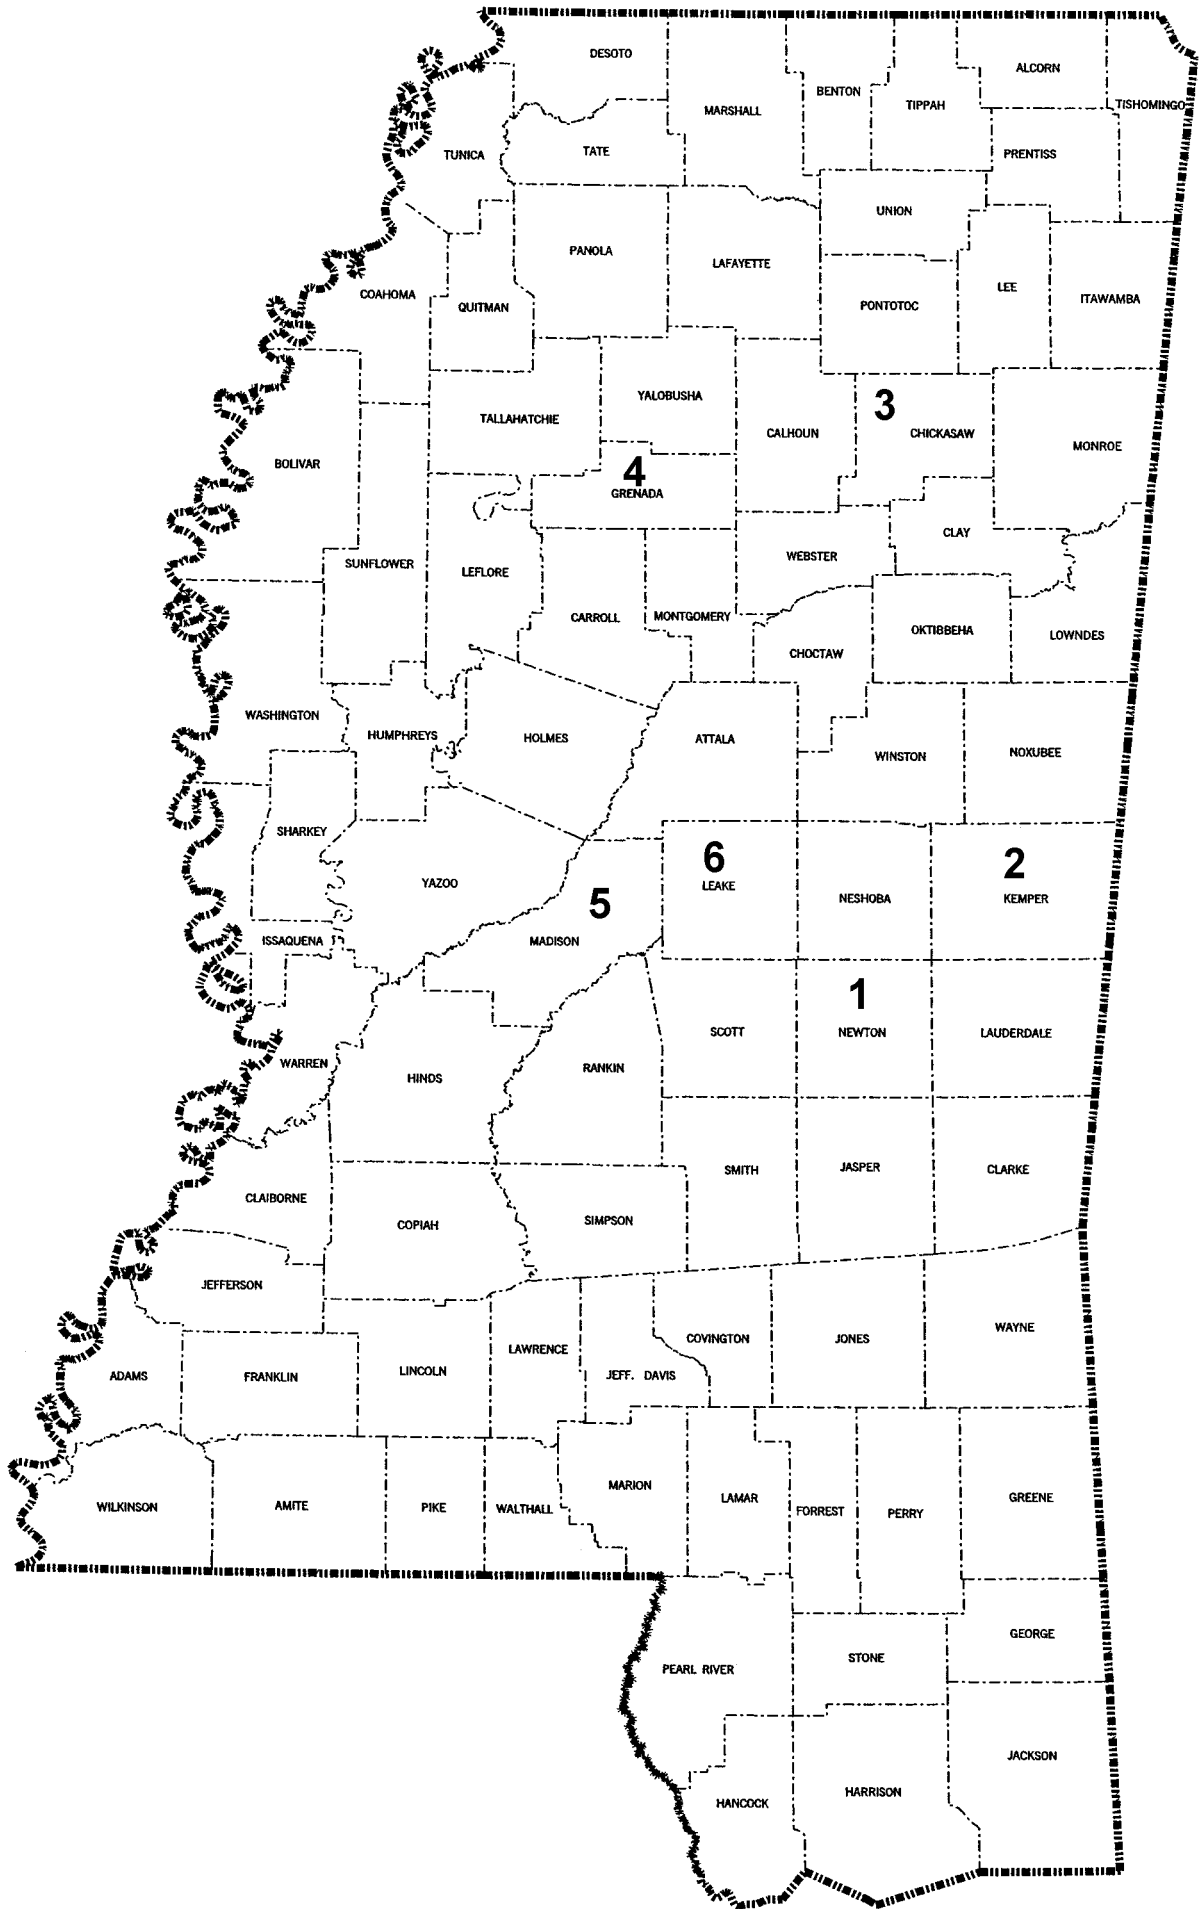 DESOTO
ALCORN
BENTON
MARSHALL
TIPPAH
TISHOMINGO
TUNICA
TATE
PRENTISS
UNION
PANOLA
LAFAYETTE
COAHOMA
QUITMAN
PONTOTOC
LEE
ITAWAMBA
YALOBUSHA
3
TALLAHATCHIE
CALHOUN
CHICKASAW
MONROE
BOLIVAR
4
GRENADA
CLAY
SUNFLOWER
LEFLORE
WEBSTER
CARROLL
MONTGOMERY
OKTIBBEHA
LOWNDES
CHOCTAW
WASHINGTON
HUMPHREYS
HOLMES
ATTALA
WINSTON
NOXUBEE
SHARKEY
6
2
YAZOO
LEAKE
NESHOBA
KEMPER
5
ISSAQUENA
MADISON
1
SCOTT
NEWTON
LAUDERDALE
WARREN
HINDS
RANKIN
SMITH
JASPER
CLARKE
CLAIBORNE
COPIAH
SIMPSON
JEFFERSON
COVINGTON
JONES
WAYNE
LAWRENCE
ADAMS
FRANKLIN
LINCOLN
JEFF. DAVIS
WILKINSON
AMITE
PIKE
WALTHALL
MARION
LAMAR
FORREST
PERRY
GREENE
GEORGE
PEARL RIVER
STONE
JACKSON
HANCOCK
HARRISON